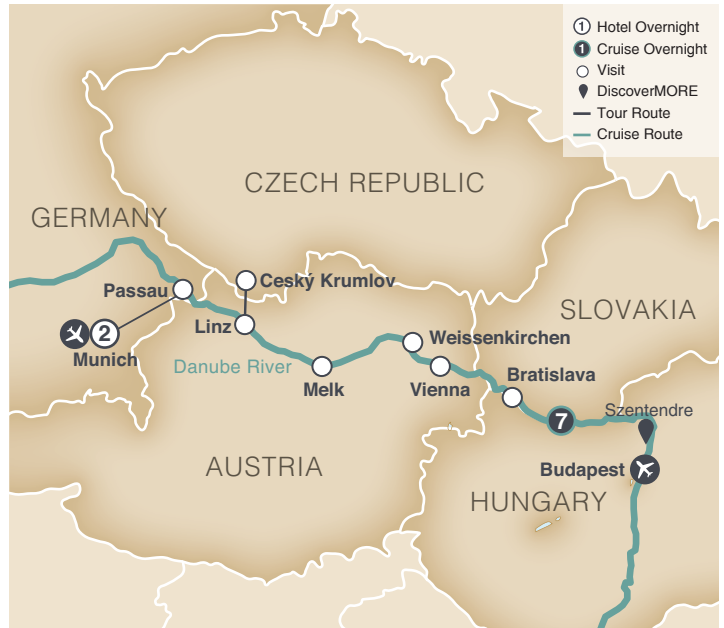 1 Hotel Overnight
1 Cruise Overnight
Visit
DiscoverMORE
Tour Route
Cruise Route
CZECH REPUBLIC
GERMANY
Passau
Ceský Krumlov
SLOVAKIA
2
Munich
Linz
Weissenkirchen
Danube River
Melk
Vienna
Bratislava
7
Szentendre
AUSTRIA
Budapest
HUNGARY